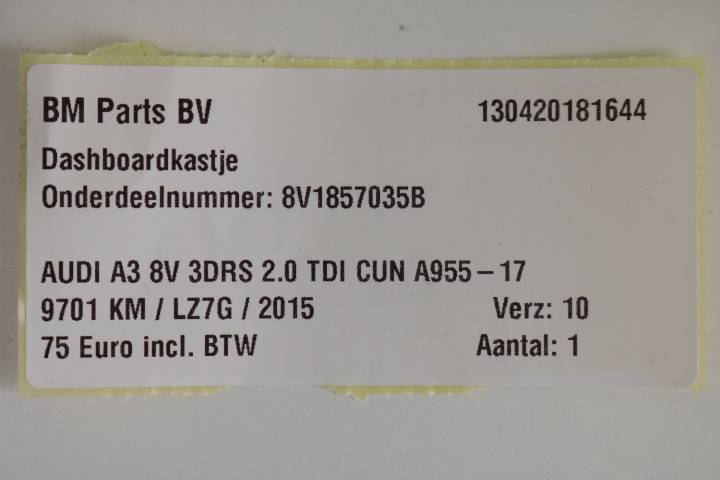 BM Parts BV 130420181644
Dashboardkastje
Onderdeelnummer: 8V1857035B
AUDI A3 8V 3DRS 2.0 TDI CUN A955 – 17
9701 KM / LZ7G / 2015 Verz: 10
75 Euro incl. BTW Aantal: 1